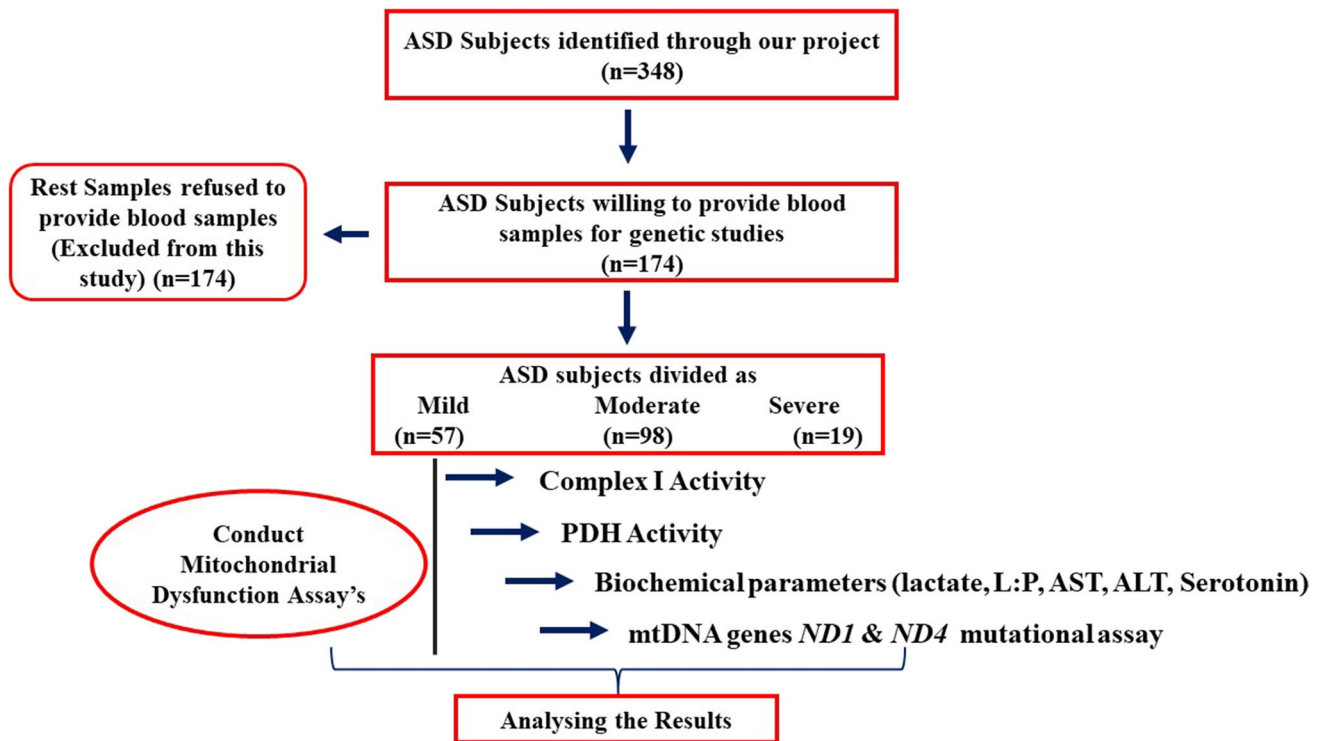 ASD Subjects identified through our project
(n=348)
Rest Samples refused to
provide blood samples
(Excluded from this
study) (n=174)
ASD Subjects willing to provide blood
samples for genetic studies
(n=174)
ASD subjects divided as
Mild Moderate Severe
(n=57) (n=98) (n=19)
Conduct
Mitochondrial
Dysfunction Assay's
Complex I Activity
PDH Activity
Biochemical parameters (lactate, L:P, AST, ALT, Serotonin)
mtDNA genes ND1 & ND4 mutational assay
Analysing the Results